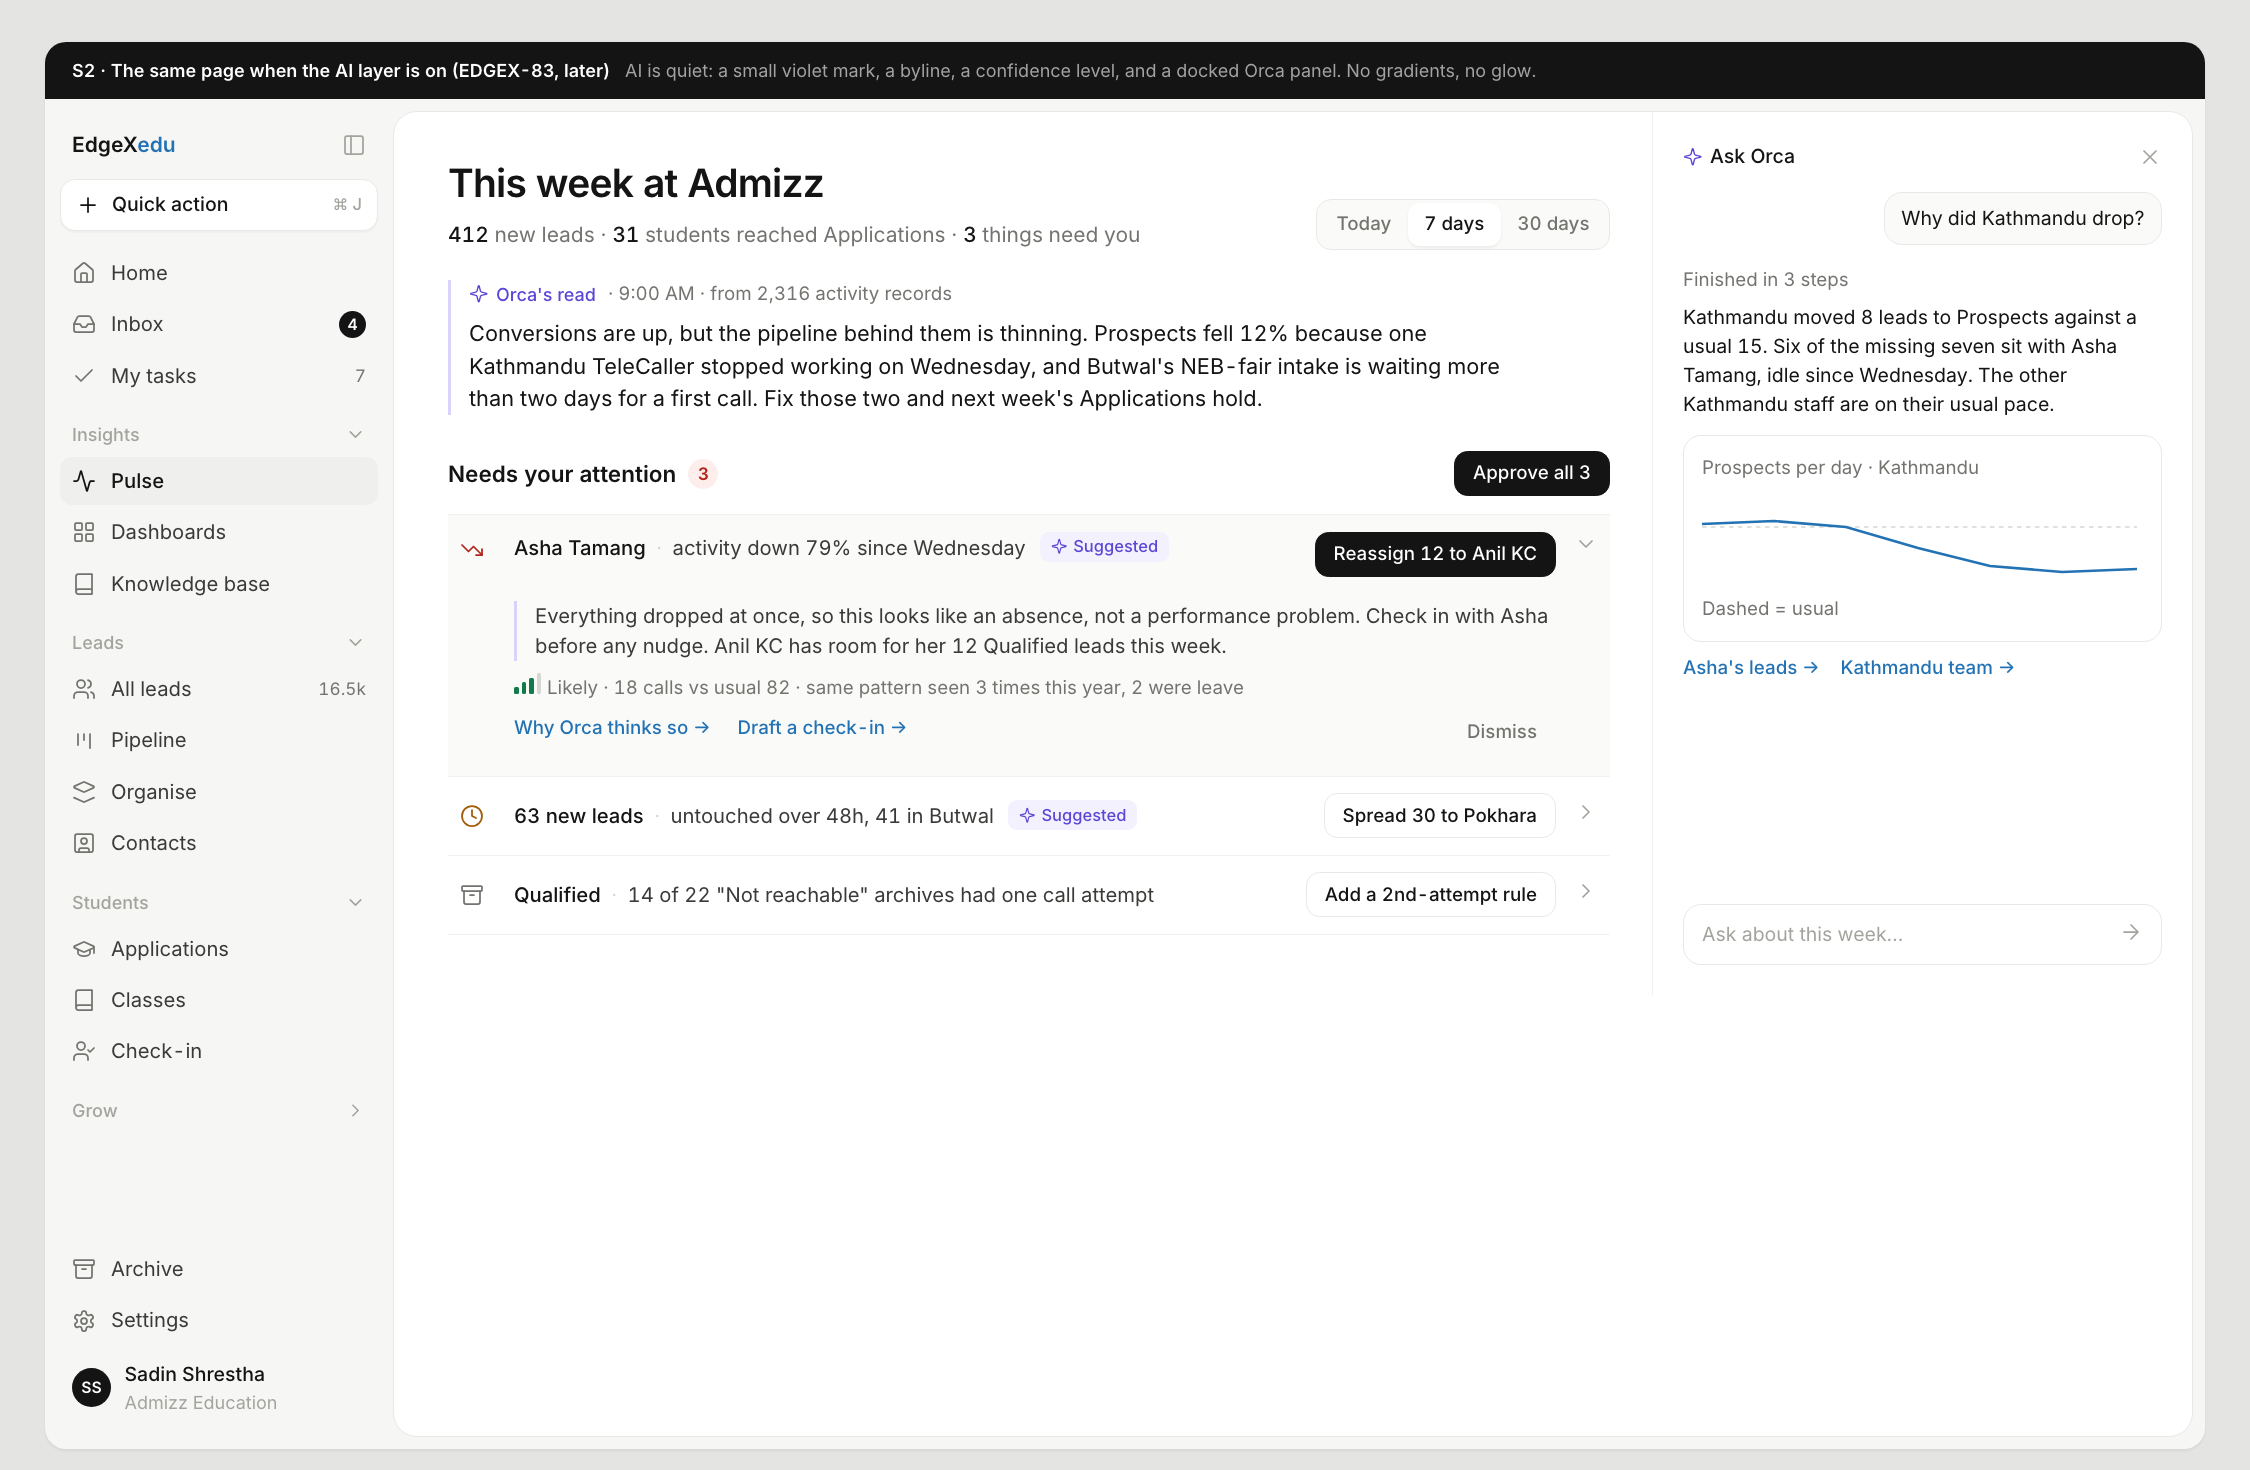 S2 · The same page when the AI layer is on (EDGEX-83, later) AI is quiet: a small violet mark, a byline, a confidence level, and a docked Orca panel. No gradients, no glow.
EdgeXedu
Quick action ⌘ J
Home
Inbox 4
My tasks 7
Insights
Pulse
Dashboards
Knowledge base
Leads
All leads 16.5k
Pipeline
Organise
Contacts
Students
Applications
Classes
Check-in
Grow
Archive
Settings
SS
Sadin Shrestha
Admizz Education
This week at Admizz
412 new leads · 31 students reached Applications · 3 things need you
Today 7 days 30 days
Orca's read · 9:00 AM · from 2,316 activity records
Conversions are up, but the pipeline behind them is thinning. Prospects fell 12% because one
Kathmandu TeleCaller stopped working on Wednesday, and Butwal's NEB-fair intake is waiting more
than two days for a first call. Fix those two and next week's Applications hold.
Needs your attention 3
Approve all 3
Asha Tamang · activity down 79% since Wednesday Suggested
Reassign 12 to Anil KC
Everything dropped at once, so this looks like an absence, not a performance problem. Check in with Asha
before any nudge. Anil KC has room for her 12 Qualified leads this week.
Likely · 18 calls vs usual 82 · same pattern seen 3 times this year, 2 were leave
Why Orca thinks so → Draft a check-in →
Dismiss
63 new leads · untouched over 48h, 41 in Butwal Suggested
Spread 30 to Pokhara
Qualified · 14 of 22 "Not reachable" archives had one call attempt
Add a 2nd-attempt rule
Ask Orca
Why did Kathmandu drop?
Finished in 3 steps
Kathmandu moved 8 leads to Prospects against a
usual 15. Six of the missing seven sit with Asha
Tamang, idle since Wednesday. The other
Kathmandu staff are on their usual pace.
Prospects per day · Kathmandu
Dashed = usual
Asha's leads → Kathmandu team →
Ask about this week...